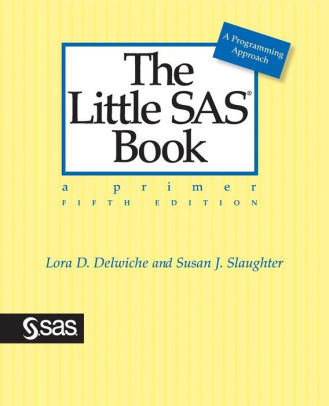 A Programming
Approach
The
Little SAS®
Book
a primer
FIFTH EDITION
Lora D. Delwiche and Susan J. Slaughter
sas.